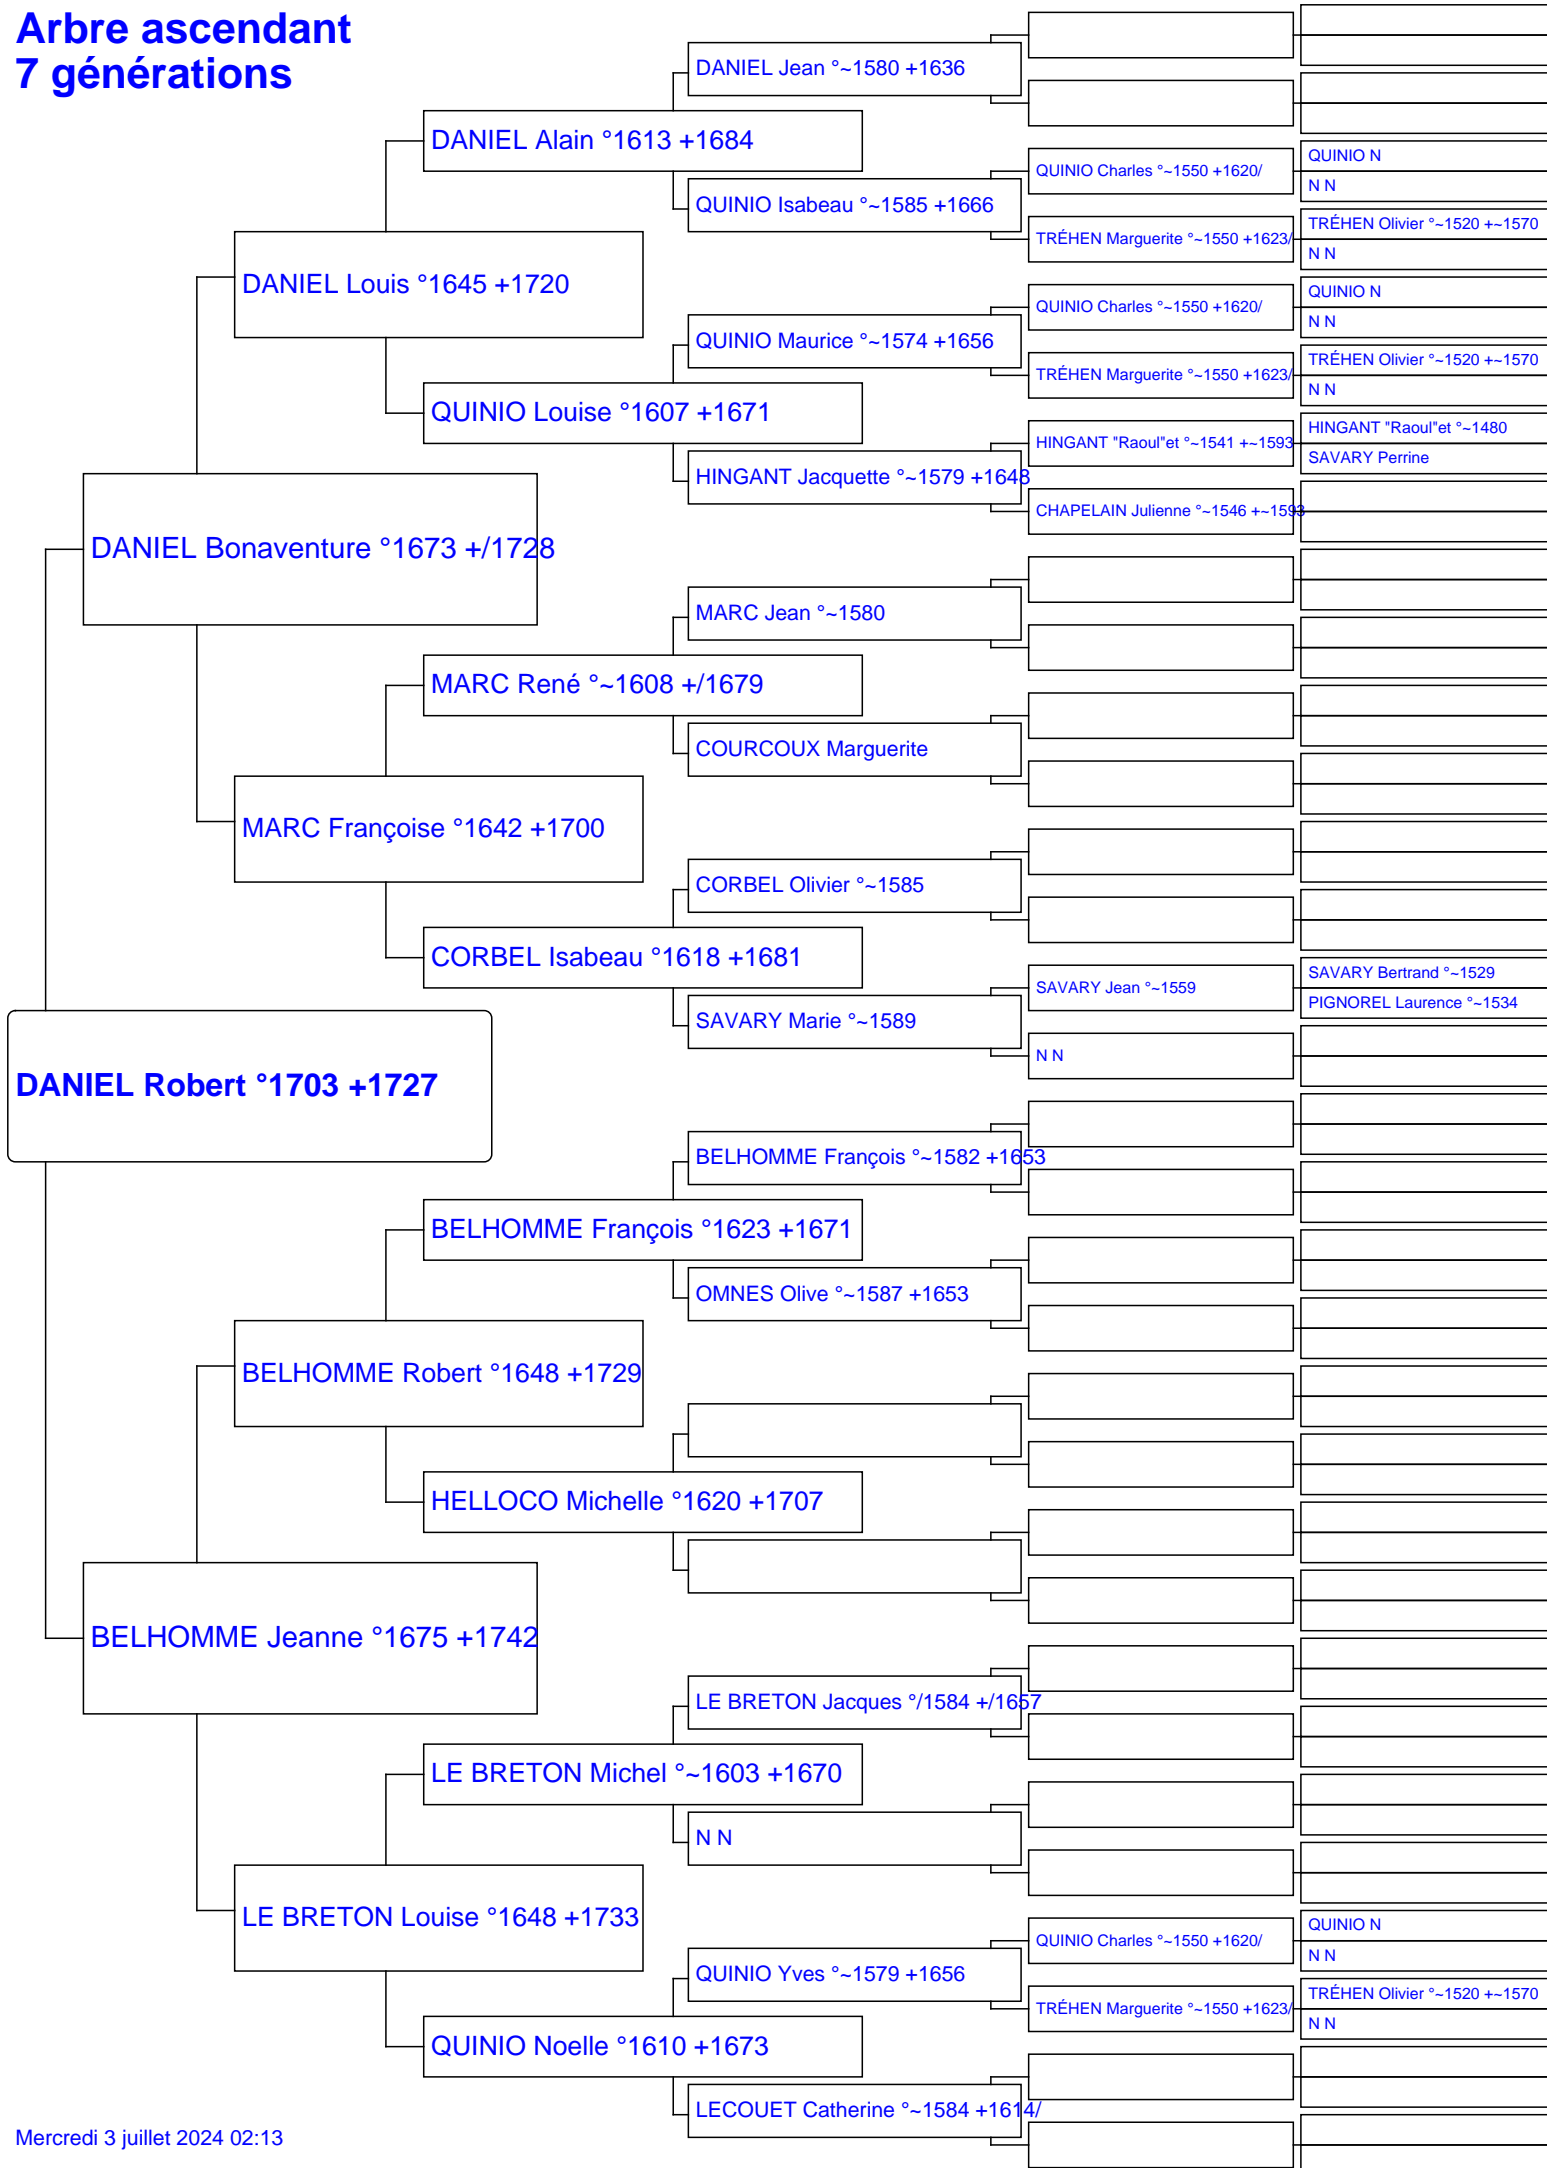 Arbre ascendant
7 générations
DANIEL Jean °~1580 +1636
DANIEL Alain °1613 +1684
QUINIO N
QUINIO Charles °~1550 +1620/
N N
QUINIO Isabeau °~1585 +1666
TRÉHEN Olivier °~1520 +~1570
TRÉHEN Marguerite °~1550 +1623/
N N
DANIEL Louis °1645 +1720
QUINIO N
QUINIO Charles °~1550 +1620/
N N
QUINIO Maurice °~1574 +1656
TRÉHEN Olivier °~1520 +~1570
TRÉHEN Marguerite °~1550 +1623/
N N
QUINIO Louise °1607 +1671
HINGANT "Raoul"et °~1480
HINGANT "Raoul"et °~1541 +~1593
SAVARY Perrine
HINGANT Jacquette °~1579 +1648
CHAPELAIN Julienne °~1546 +~1593
DANIEL Bonaventure °1673 +/1728
MARC Jean °~1580
MARC René °~1608 +/1679
COURCOUX Marguerite
MARC Françoise °1642 +1700
CORBEL Olivier °~1585
CORBEL Isabeau °1618 +1681
SAVARY Bertrand °~1529
SAVARY Jean °~1559
PIGNOREL Laurence °~1534
SAVARY Marie °~1589
N N
DANIEL Robert °1703 +1727
BELHOMME François °~1582 +1653
BELHOMME François °1623 +1671
OMNES Olive °~1587 +1653
BELHOMME Robert °1648 +1729
HELLOCO Michelle °1620 +1707
BELHOMME Jeanne °1675 +1742
LE BRETON Jacques °/1584 +/1657
LE BRETON Michel °~1603 +1670
N N
LE BRETON Louise °1648 +1733
QUINIO N
QUINIO Charles °~1550 +1620/
N N
QUINIO Yves °~1579 +1656
TRÉHEN Olivier °~1520 +~1570
TRÉHEN Marguerite °~1550 +1623/
N N
QUINIO Noelle °1610 +1673
LECOUET Catherine °~1584 +1614/
Mercredi 3 juillet 2024 02:13